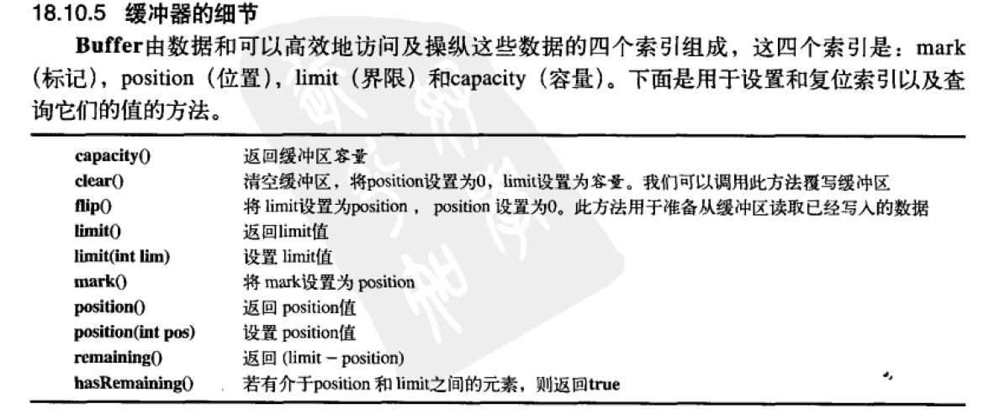 18.10.5 缓冲器的细节
Buffer由数据和可以高效地访问及操纵这些数据的四个索引组成，这四个索引是：mark
（标记），position（位置），limit（界限）和capacity（容量）。下面是用于设置和复位索引以及查
询它们的值的方法。
capacity() 返回缓冲区容量
clear() 清空缓冲区，将position设置为0，limit设置为容量。我们可以调用此方法覆写缓冲区
flip() 将 limit设置为position ， position 设置为0。此方法用于准备从缓冲区读取已经写入的数据
limit() 返回limit值
limit(int lim) 设置 limit值
mark() 将 mark设置为 position
position() 返回 position值
position(int pos) 设置 position值
remaining() 返回 (limit – position)
hasRemaining() 若有介于position 和 limit之间的元素，则返回true